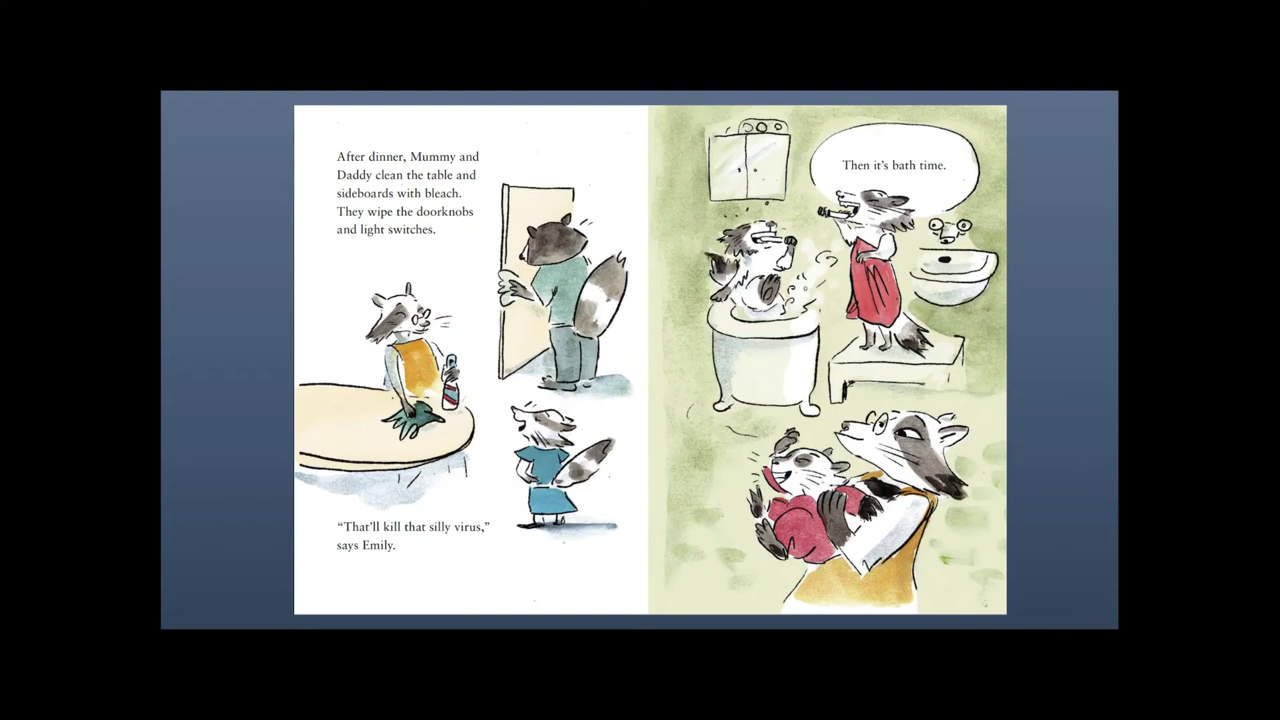 After dinner, Mummy and
Daddy clean the table and
sideboards with bleach.
They wipe the doorknobs
and light switches.
"That'll kill that silly virus,"
says Emily.
Then it's bath time.